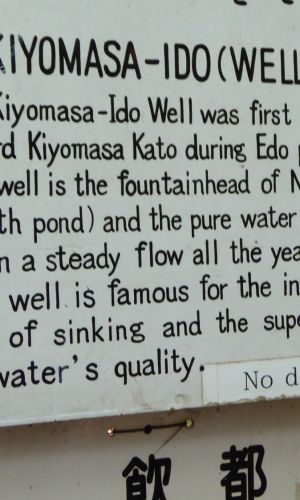 KIYOMASA-IDO (WELL
Kiyomasa-Ido Well was first
rd Kiyomasa Kato during Edo p
well is the fountainhead of N
th pond) and the pure water
n a steady flow all the yea
well is famous for the in
of sinking and the supe
water's quality.
No d
飲 都